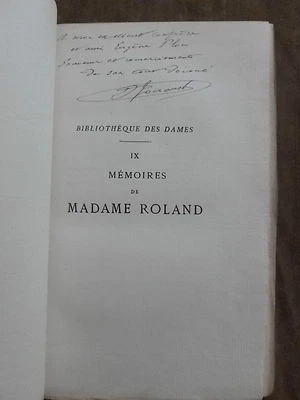 A mon excellent confrère
et ami Eugène Plon
Souvenir et remerciements
de son tout dévoué
BIBLIOTHÈQUE DES DAMES
IX
MÉMOIRES
DE
MADAME ROLAND